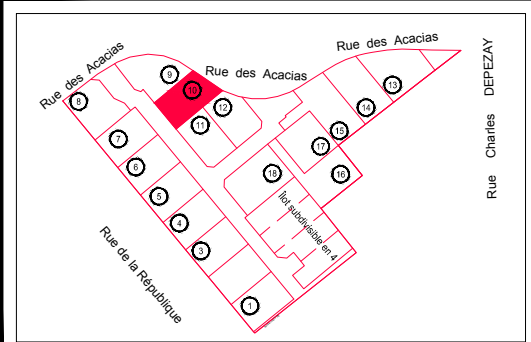 Rue des Acacias
Rue des Acacias
Rue des Acacias
Rue Charles DEPEZAY
9
10
8
12
11
13
14
15
7
17
6
18
16
5
Îlot subdivisible en 4
4
3
Rue de la République
1